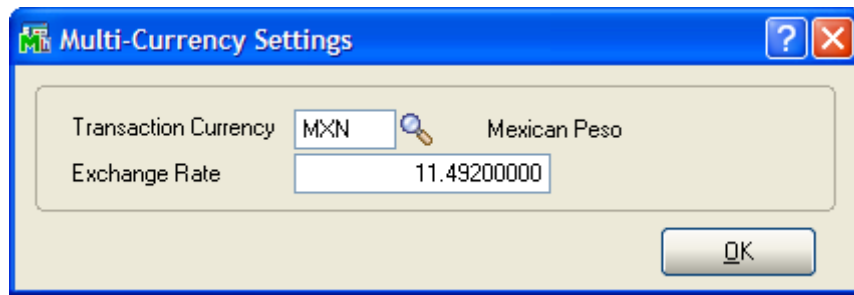 Multi-Currency Settings
Transaction Currency MXN Mexican Peso
Exchange Rate 11.49200000
OK